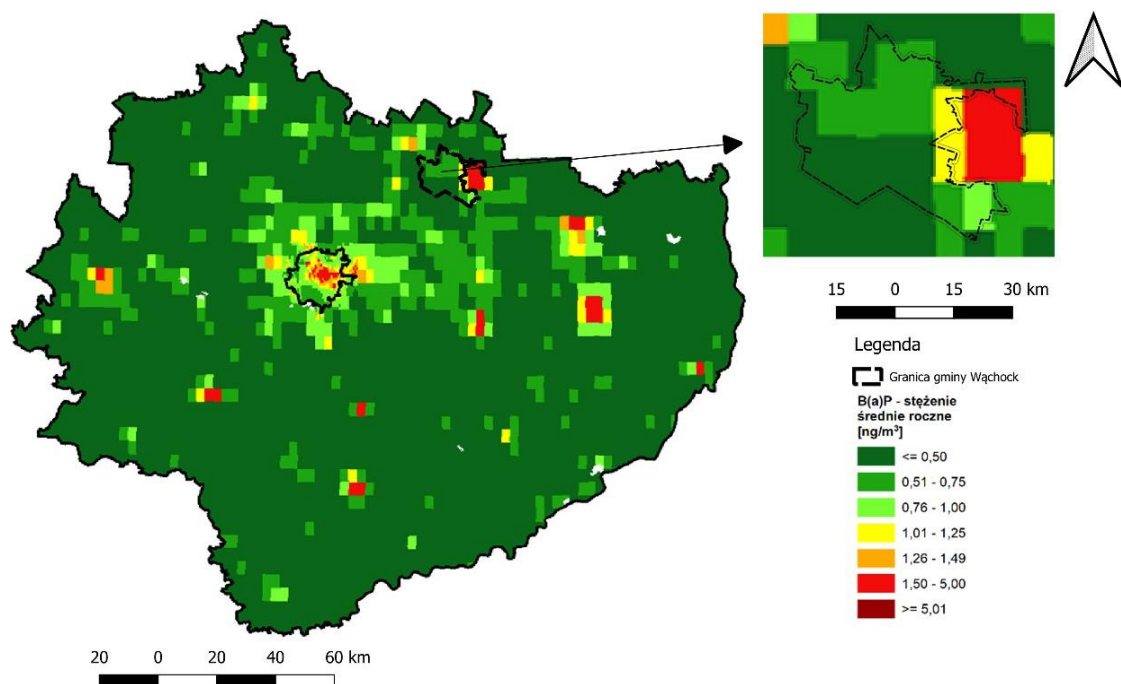 15 0 15 30 km
Legenda
Granica gminy Wąchock
B(a)P - stężenie
średnie roczne
[ng/m³]
<= 0,50
0,51 - 0,75
0,76 - 1,00
1,01 - 1,25
1,26 - 1,49
1,50 - 5,00
>= 5,01
20 0 20 40 60 km